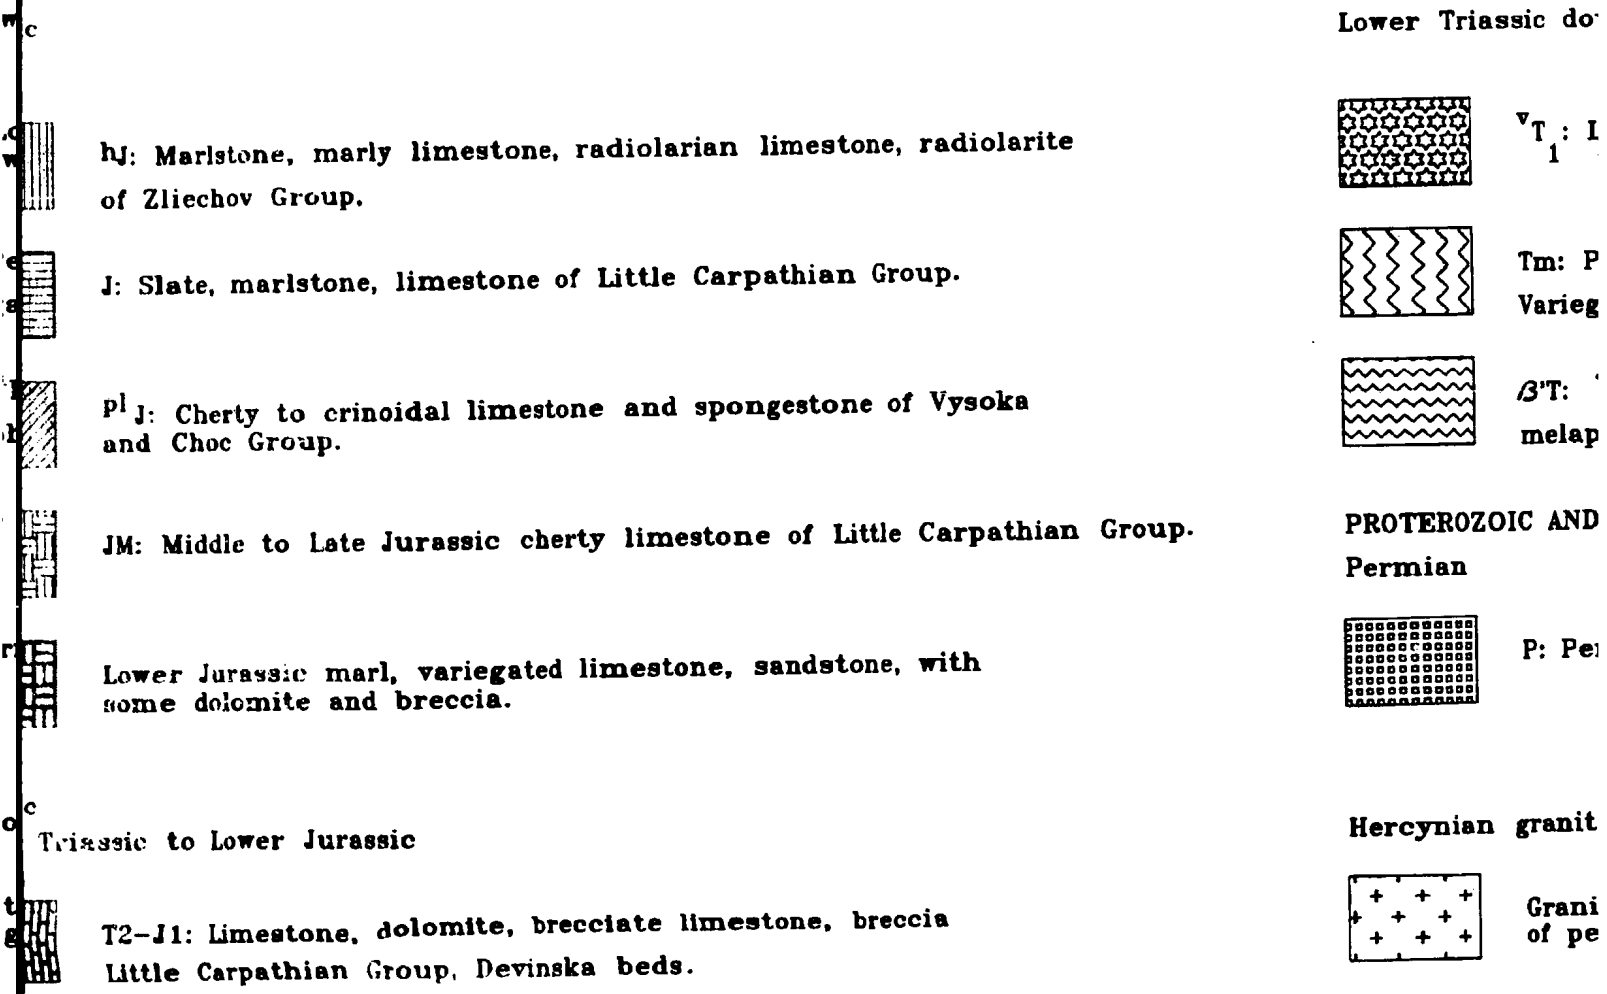 hJ: Marlstone, marly limestone, radiolarian limestone, radiolarite
of Zliechov Group.
J: Slate, marlstone, limestone of Little Carpathian Group.
pl J: Cherty to crinoidal limestone and spongestone of Vysoka
and Choc Group.
JM: Middle to Late Jurassic cherty limestone of Little Carpathian Group.
Lower Jurassic marl, variegated limestone, sandstone, with
some dolomite and breccia.
Triassic to Lower Jurassic
T2-J1: Limestone, dolomite, brecciate limestone, breccia
Little Carpathian Group, Devinska beds.
Lower Triassic do
▽T1:
Tm: P
Varieg
β'T:
melap
PROTEROZOIC AND
Permian
P: Pe
Hercynian granit
Grani
of pe